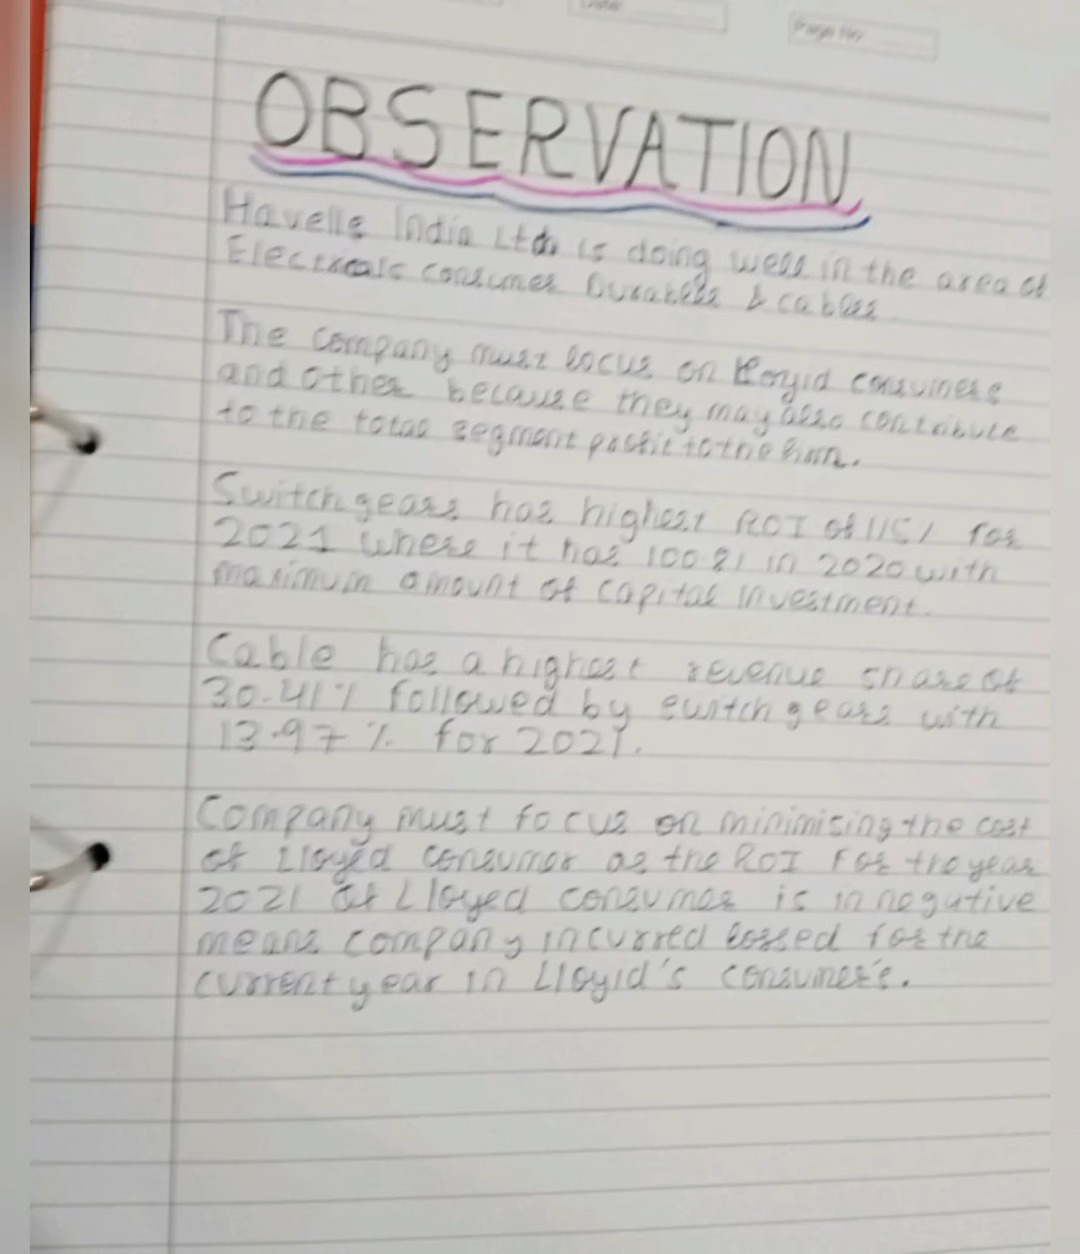 Page No.
OBSERVATION
Havells India Ltd. is doing well in the area of
Electricals consumer Durables & cables.
The company must focus on lloyid consumers
and other because they may also contribute
to the total segment profit to the firm.
Switchgears has highest ROI of 115% for
2021 where it has 100.21 in 2020 with
maximum amount of capital investment.
Cable has a highest revenue share of
30.41% followed by switchgears with
13.97% for 2021.
Company must focus on minimising the cost
of Lloyed consumer as the ROI for the year
2021 of Lloyed consumer is in negative
means company incurred lossed for the
current year in Lloyid's consumer's.